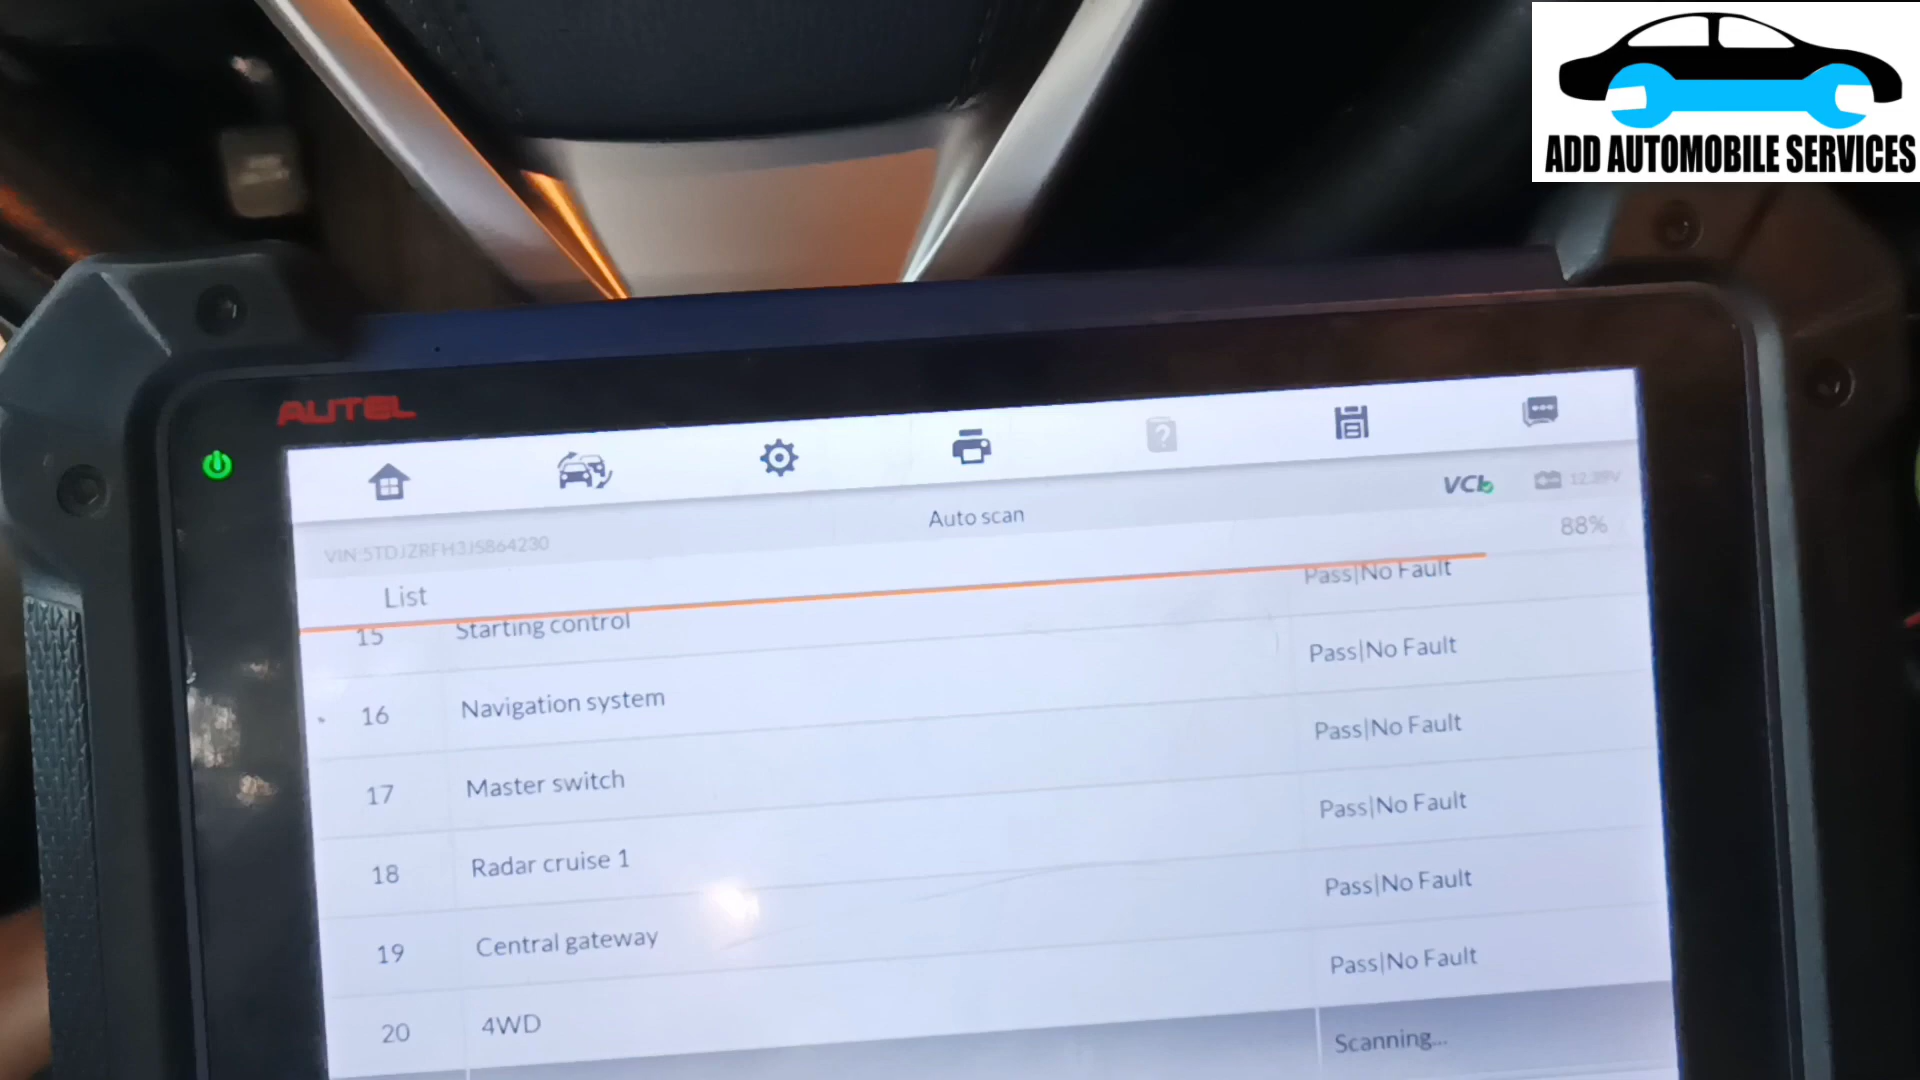 ADD AUTOMOBILE SERVICES
AUTEL
VCI
Auto scan
88%
VIN:5TDJZRFH3JS864230
List
15 Starting control Pass|No Fault
16 Navigation system Pass|No Fault
17 Master switch Pass|No Fault
18 Radar cruise 1 Pass|No Fault
19 Central gateway Pass|No Fault
20 4WD Pass|No Fault
Scanning...